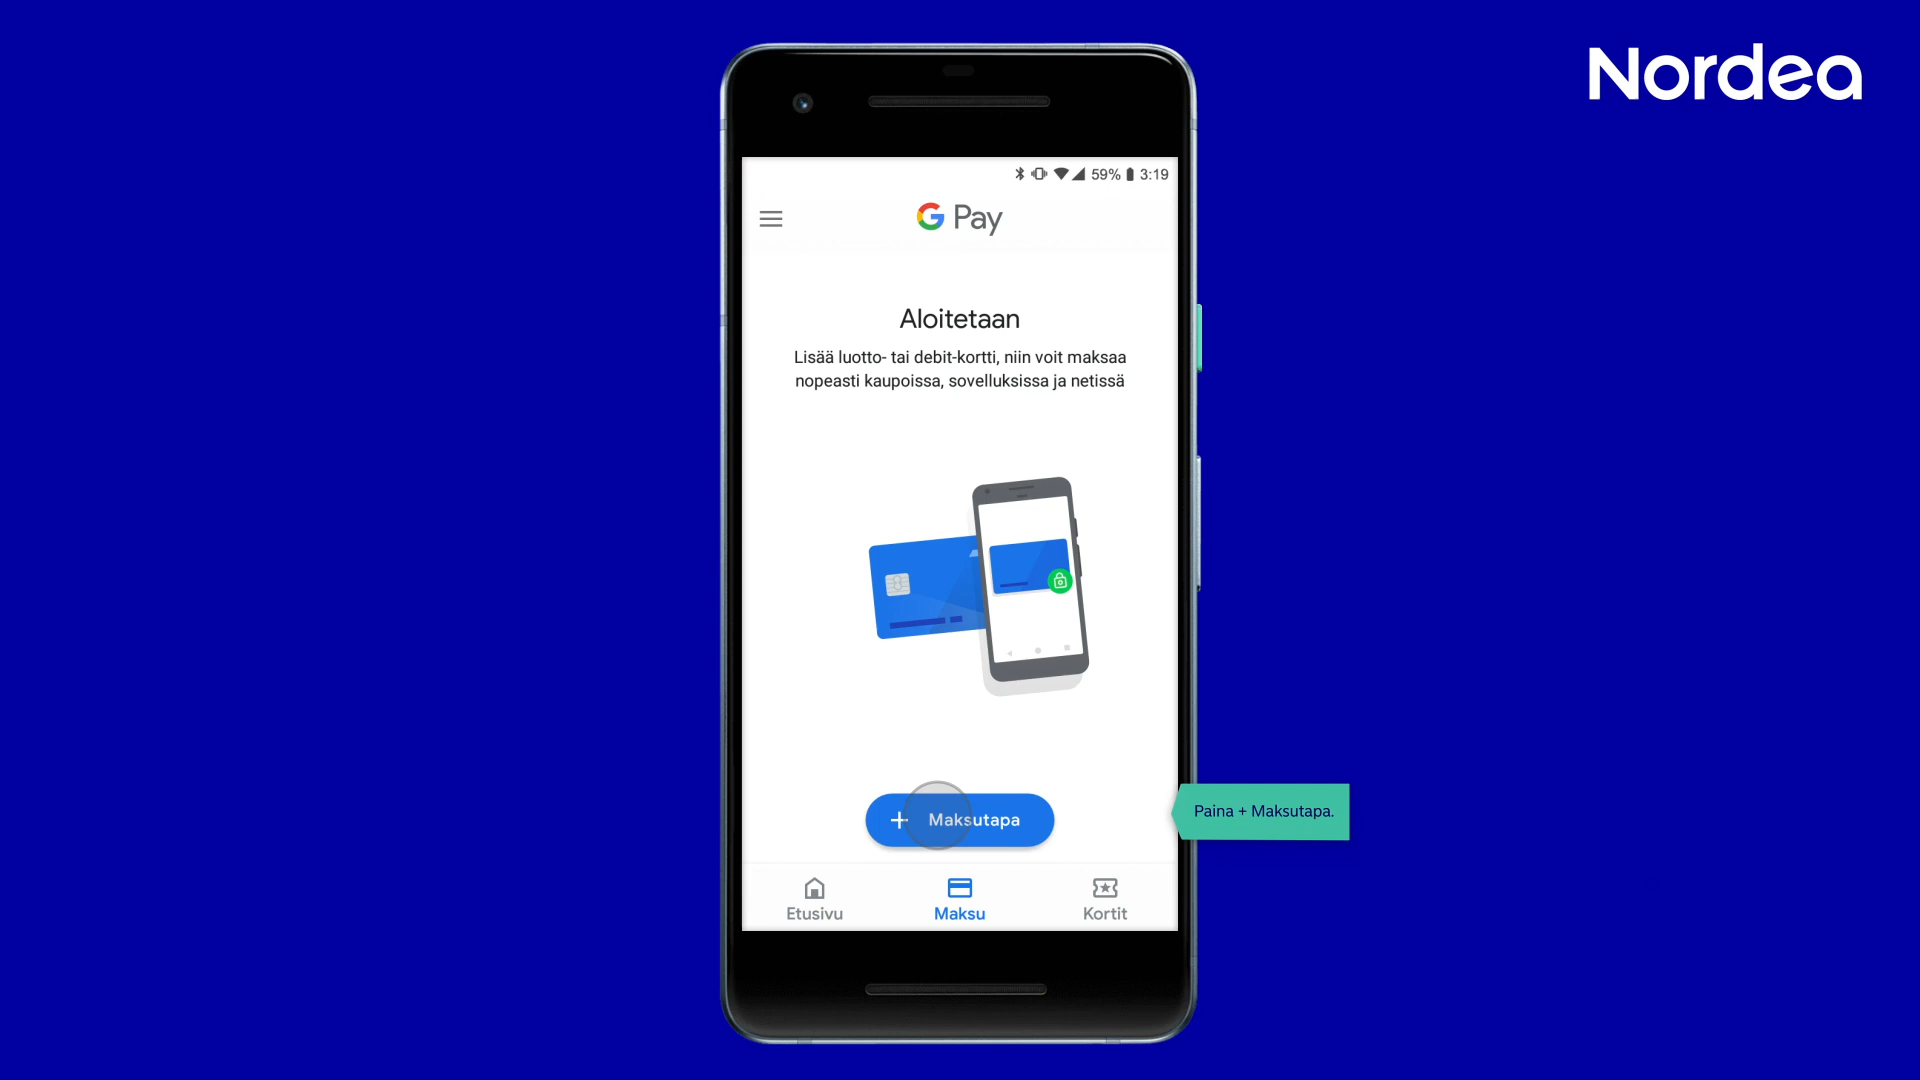 Nordea
59% 3:19
G Pay
Aloitetaan
Lisää luotto- tai debit-kortti, niin voit maksaa
nopeasti kaupoissa, sovelluksissa ja netissä
+ Maksutapa
Paina + Maksutapa.
Etusivu Maksu Kortit